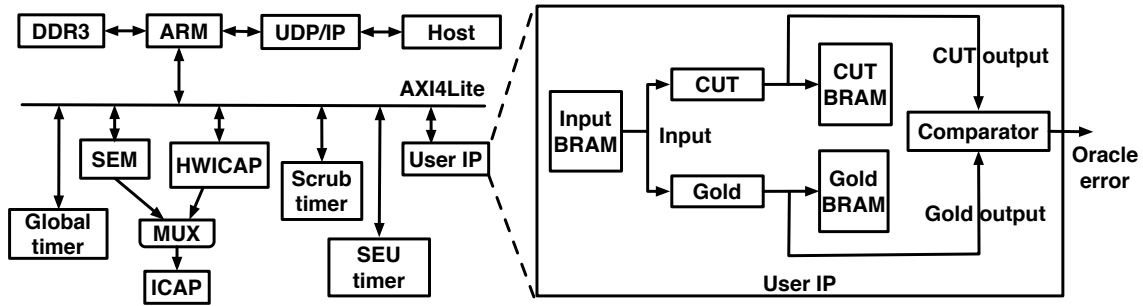 DDR3
ARM
UDP/IP
Host
AXI4Lite
SEM
HWICAP
Scrub
timer
User IP
Global
timer
MUX
SEU
timer
ICAP
Input
BRAM
Input
CUT
CUT
BRAM
CUT output
Comparator
Oracle
error
Gold
Gold
BRAM
Gold output
User IP